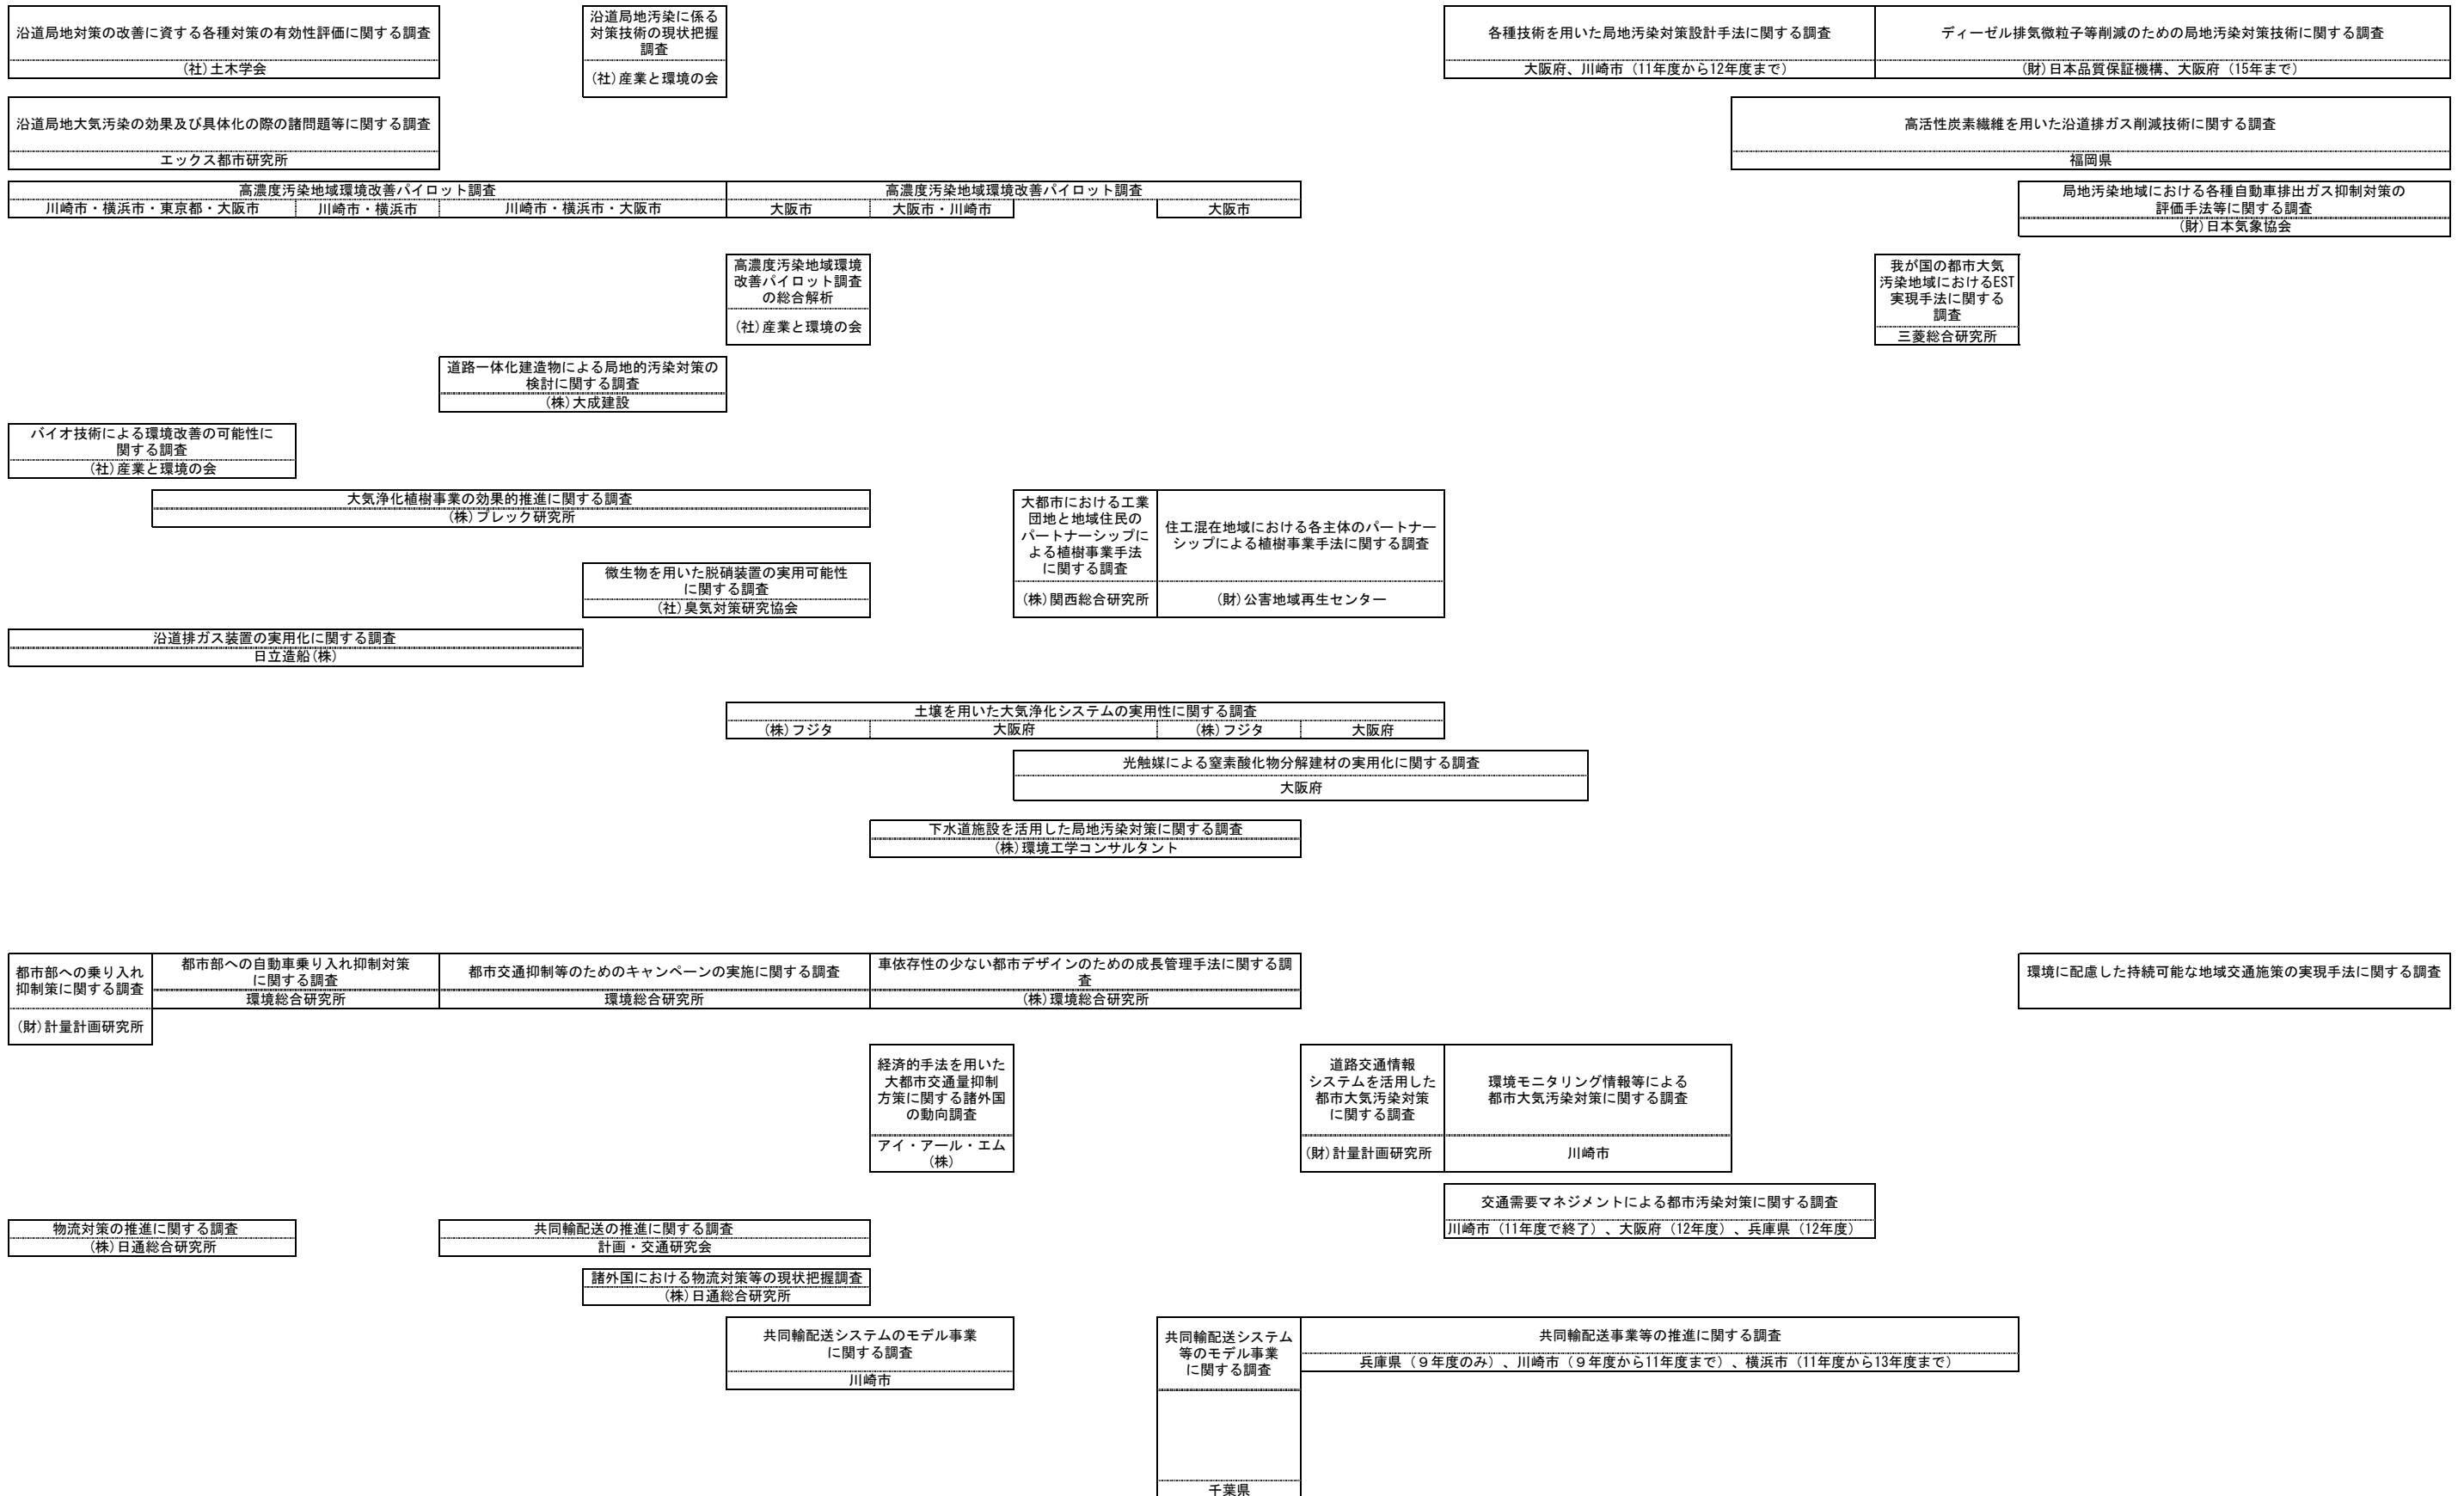 沿道局地対策の改善に資する各種対策の有効性評価に関する調査
(社)土木学会
沿道局地汚染に係る
対策技術の現状把握
調査
(社)産業と環境の会
各種技術を用いた局地汚染対策設計手法に関する調査
大阪府、川崎市（11年度から12年度まで）
ディーゼル排気微粒子等削減のための局地汚染対策技術に関する調査
(財)日本品質保証機構、大阪府（15年まで）
沿道局地大気汚染の効果及び具体化の際の諸問題等に関する調査
エックス都市研究所
高活性炭素繊維を用いた沿道排ガス削減技術に関する調査
福岡県
高濃度汚染地域環境改善パイロット調査
川崎市・横浜市・東京都・大阪市
川崎市・横浜市
川崎市・横浜市・大阪市
高濃度汚染地域環境改善パイロット調査
大阪市
大阪市・川崎市
大阪市
局地汚染地域における各種自動車排出ガス抑制対策の
評価手法等に関する調査
(財)日本気象協会
高濃度汚染地域環境
改善パイロット調査
の総合解析
(社)産業と環境の会
我が国の都市大気
汚染地域におけるEST
実現手法に関する
調査
三菱総合研究所
道路一体化建造物による局地的汚染対策の
検討に関する調査
(株)大成建設
バイオ技術による環境改善の可能性に
関する調査
(社)産業と環境の会
大気浄化植樹事業の効果的推進に関する調査
(株)プレック研究所
大都市における工業
団地と地域住民の
パートナーシップに
よる植樹事業手法
に関する調査
(株)関西総合研究所
住工混在地域における各主体のパートナー
シップによる植樹事業手法に関する調査
(財)公害地域再生センター
微生物を用いた脱硝装置の実用可能性
に関する調査
(社)臭気対策研究協会
沿道排ガス装置の実用化に関する調査
日立造船(株)
土壌を用いた大気浄化システムの実用性に関する調査
(株)フジタ
大阪府
(株)フジタ
大阪府
光触媒による窒素酸化物分解建材の実用化に関する調査
大阪府
下水道施設を活用した局地汚染対策に関する調査
(株)環境工学コンサルタント
都市部への乗り入れ
抑制策に関する調査
(財)計量計画研究所
都市部への自動車乗り入れ抑制対策
に関する調査
環境総合研究所
都市交通抑制等のためのキャンペーンの実施に関する調査
環境総合研究所
車依存性の少ない都市デザインのための成長管理手法に関する調
査
(株)環境総合研究所
環境に配慮した持続可能な地域交通施策の実現手法に関する調査
経済的手法を用いた
大都市交通量抑制
方策に関する諸外国
の動向調査
アイ・アール・エム
(株)
道路交通情報
システムを活用した
都市大気汚染対策
に関する調査
(財)計量計画研究所
環境モニタリング情報等による
都市大気汚染対策に関する調査
川崎市
交通需要マネジメントによる都市汚染対策に関する調査
川崎市（11年度で終了）、大阪府（12年度）、兵庫県（12年度）
物流対策の推進に関する調査
(株)日通総合研究所
共同輸配送の推進に関する調査
計画・交通研究会
諸外国における物流対策等の現状把握調査
(株)日通総合研究所
共同輸配送システムのモデル事業
に関する調査
川崎市
共同輸配送システム
等のモデル事業
に関する調査
千葉県
共同輸配送事業等の推進に関する調査
兵庫県（９年度のみ）、川崎市（９年度から11年度まで）、横浜市（11年度から13年度まで）